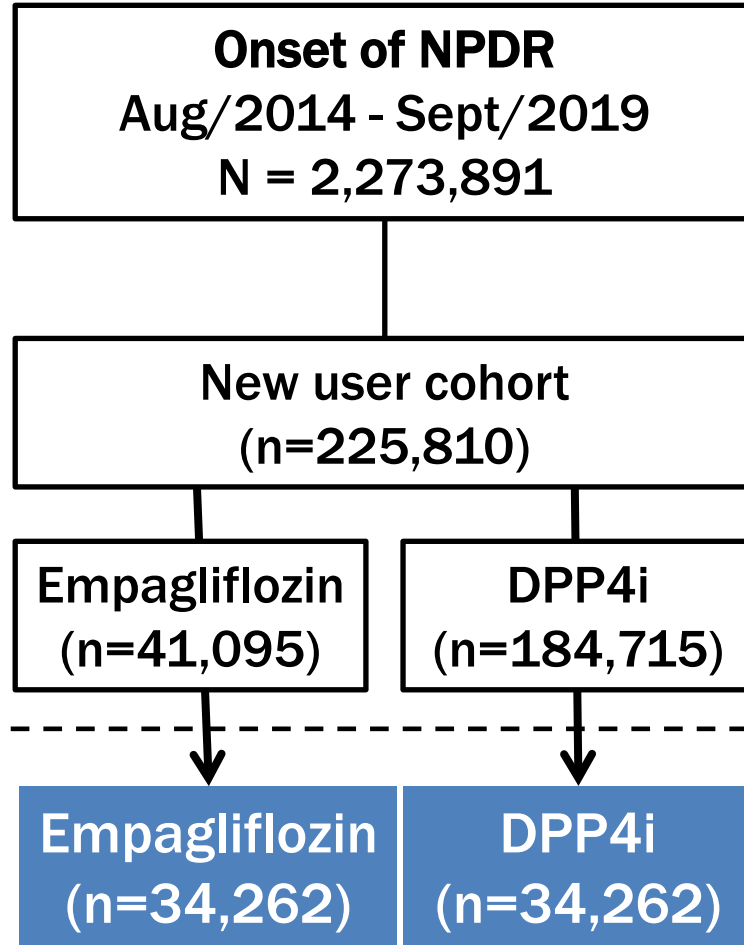 Onset of NPDR
Aug/2014 - Sept/2019
N = 2,273,891
New user cohort
(n=225,810)
Empagliflozin
(n=41,095)
DPP4i
(n=184,715)
Empagliflozin
(n=34,262)
DPP4i
(n=34,262)